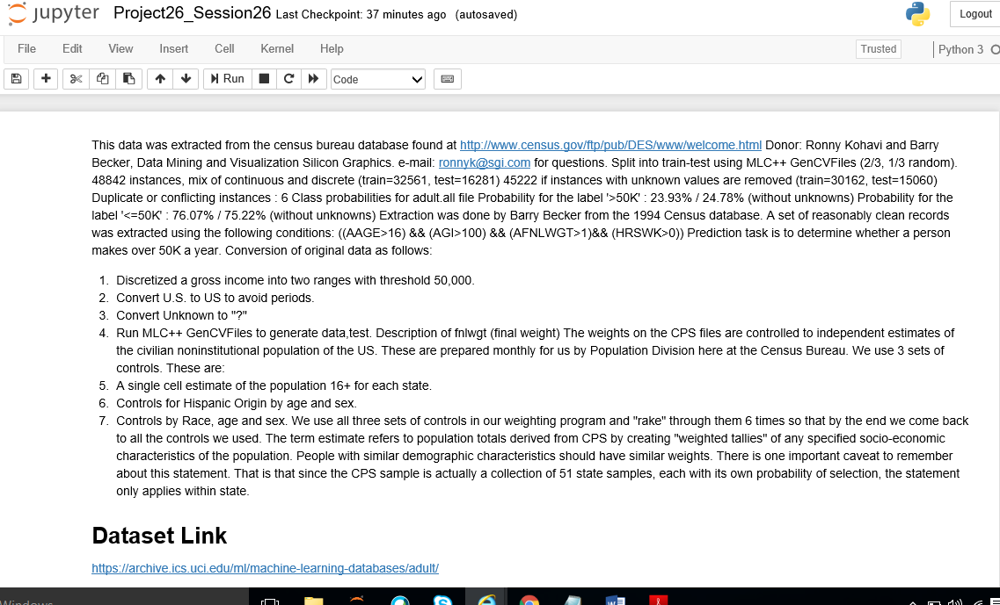 jupyter Project26_Session26 Last Checkpoint: 37 minutes ago (autosaved)
Logout
File Edit View Insert Cell Kernel Help
Trusted
Python 3
Run
Code
This data was extracted from the census bureau database found at http://www.census.gov/ftp/pub/DES/www/welcome.html Donor: Ronny Kohavi and Barry
Becker, Data Mining and Visualization Silicon Graphics. e-mail: ronnyk@sgi.com for questions. Split into train-test using MLC++ GenCVFiles (2/3, 1/3 random).
48842 instances, mix of continuous and discrete (train=32561, test=16281) 45222 if instances with unknown values are removed (train=30162, test=15060)
Duplicate or conflicting instances : 6 Class probabilities for adult.all file Probability for the label '>50K' : 23.93% / 24.78% (without unknowns) Probability for the
label '<=50K' : 76.07% / 75.22% (without unknowns) Extraction was done by Barry Becker from the 1994 Census database. A set of reasonably clean records
was extracted using the following conditions: ((AAGE>16) && (AGI>100) && (AFNLWGT>1)&& (HRSWK>0)) Prediction task is to determine whether a person
makes over 50K a year. Conversion of original data as follows:
1. Discretized a gross income into two ranges with threshold 50,000.
2. Convert U.S. to US to avoid periods.
3. Convert Unknown to "?"
4. Run MLC++ GenCVFiles to generate data,test. Description of fnlwgt (final weight) The weights on the CPS files are controlled to independent estimates of
the civilian noninstitutional population of the US. These are prepared monthly for us by Population Division here at the Census Bureau. We use 3 sets of
controls. These are:
5. A single cell estimate of the population 16+ for each state.
6. Controls for Hispanic Origin by age and sex.
7. Controls by Race, age and sex. We use all three sets of controls in our weighting program and "rake" through them 6 times so that by the end we come back
to all the controls we used. The term estimate refers to population totals derived from CPS by creating "weighted tallies" of any specified socio-economic
characteristics of the population. People with similar demographic characteristics should have similar weights. There is one important caveat to remember
about this statement. That is that since the CPS sample is actually a collection of 51 state samples, each with its own probability of selection, the statement
only applies within state.
Dataset Link
https://archive.ics.uci.edu/ml/machine-learning-databases/adult/